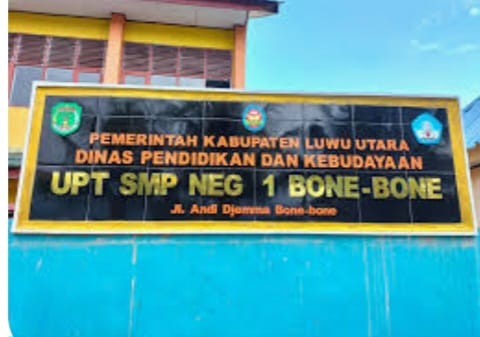 PEMERINTAH KABUPATEN LUWU UTARA
DINAS PENDIDIKAN DAN KEBUDAYAAN
UPT SMP NEG 1 BONE-BONE
Jl. Andi Djemma Bone-bone